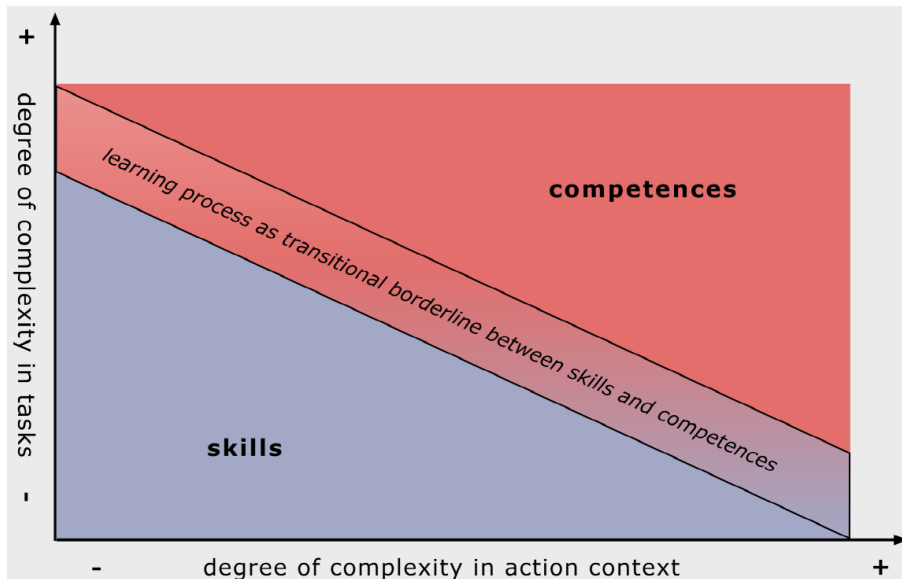 +
degree of complexity in tasks
-
competences
learning process as transitional borderline between skills and competences
skills
-
degree of complexity in action context
+